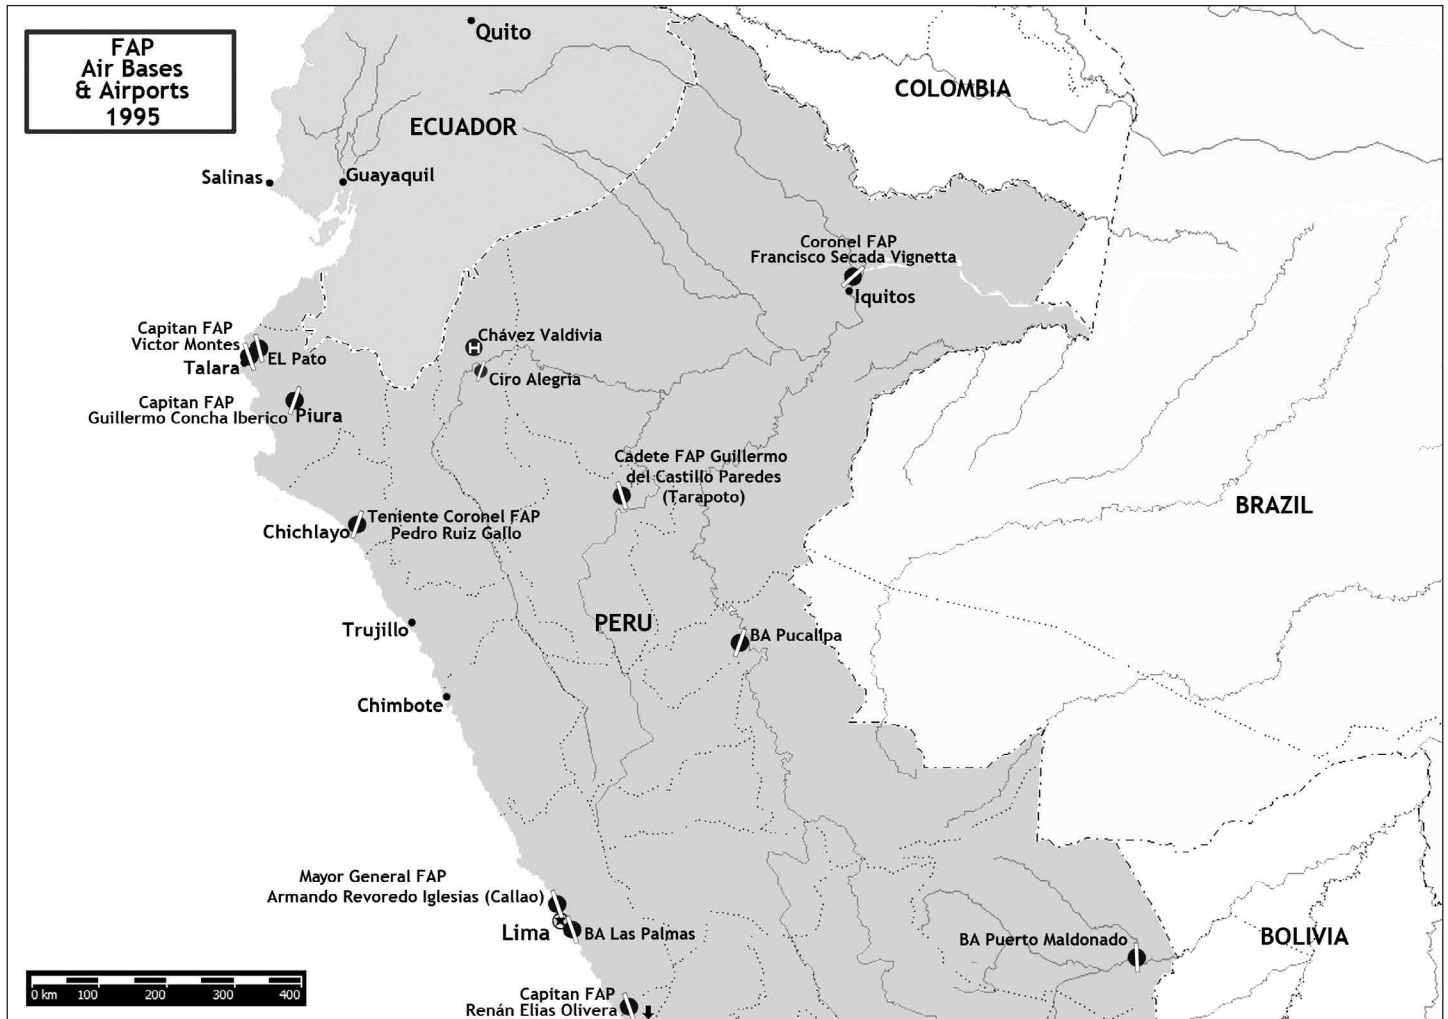 FAP
Air Bases
& Airports
1995
Quito
COLOMBIA
ECUADOR
Salinas
Guayaquil
Coronel FAP
Francisco Secada Vignetta
Iquitos
Capitan FAP
Victor Montes
EL Pato
Talara
Chávez Valdivia
H
Ciro Alegria
Capitan FAP
Guillermo Concha Iberico
Piura
Cadete FAP Guillermo
del Castillo Paredes
(Tarapoto)
BRAZIL
Teniente Coronel FAP
Pedro Ruiz Gallo
Chichlayo
Trujillo
PERU
BA Pucallpa
Chimbote
Mayor General FAP
Armando Revoredo Iglesias (Callao)
Lima
BA Las Palmas
BA Puerto Maldonado
BOLIVIA
Capitan FAP
Renán Elias Olivera
0 km 100 200 300 400